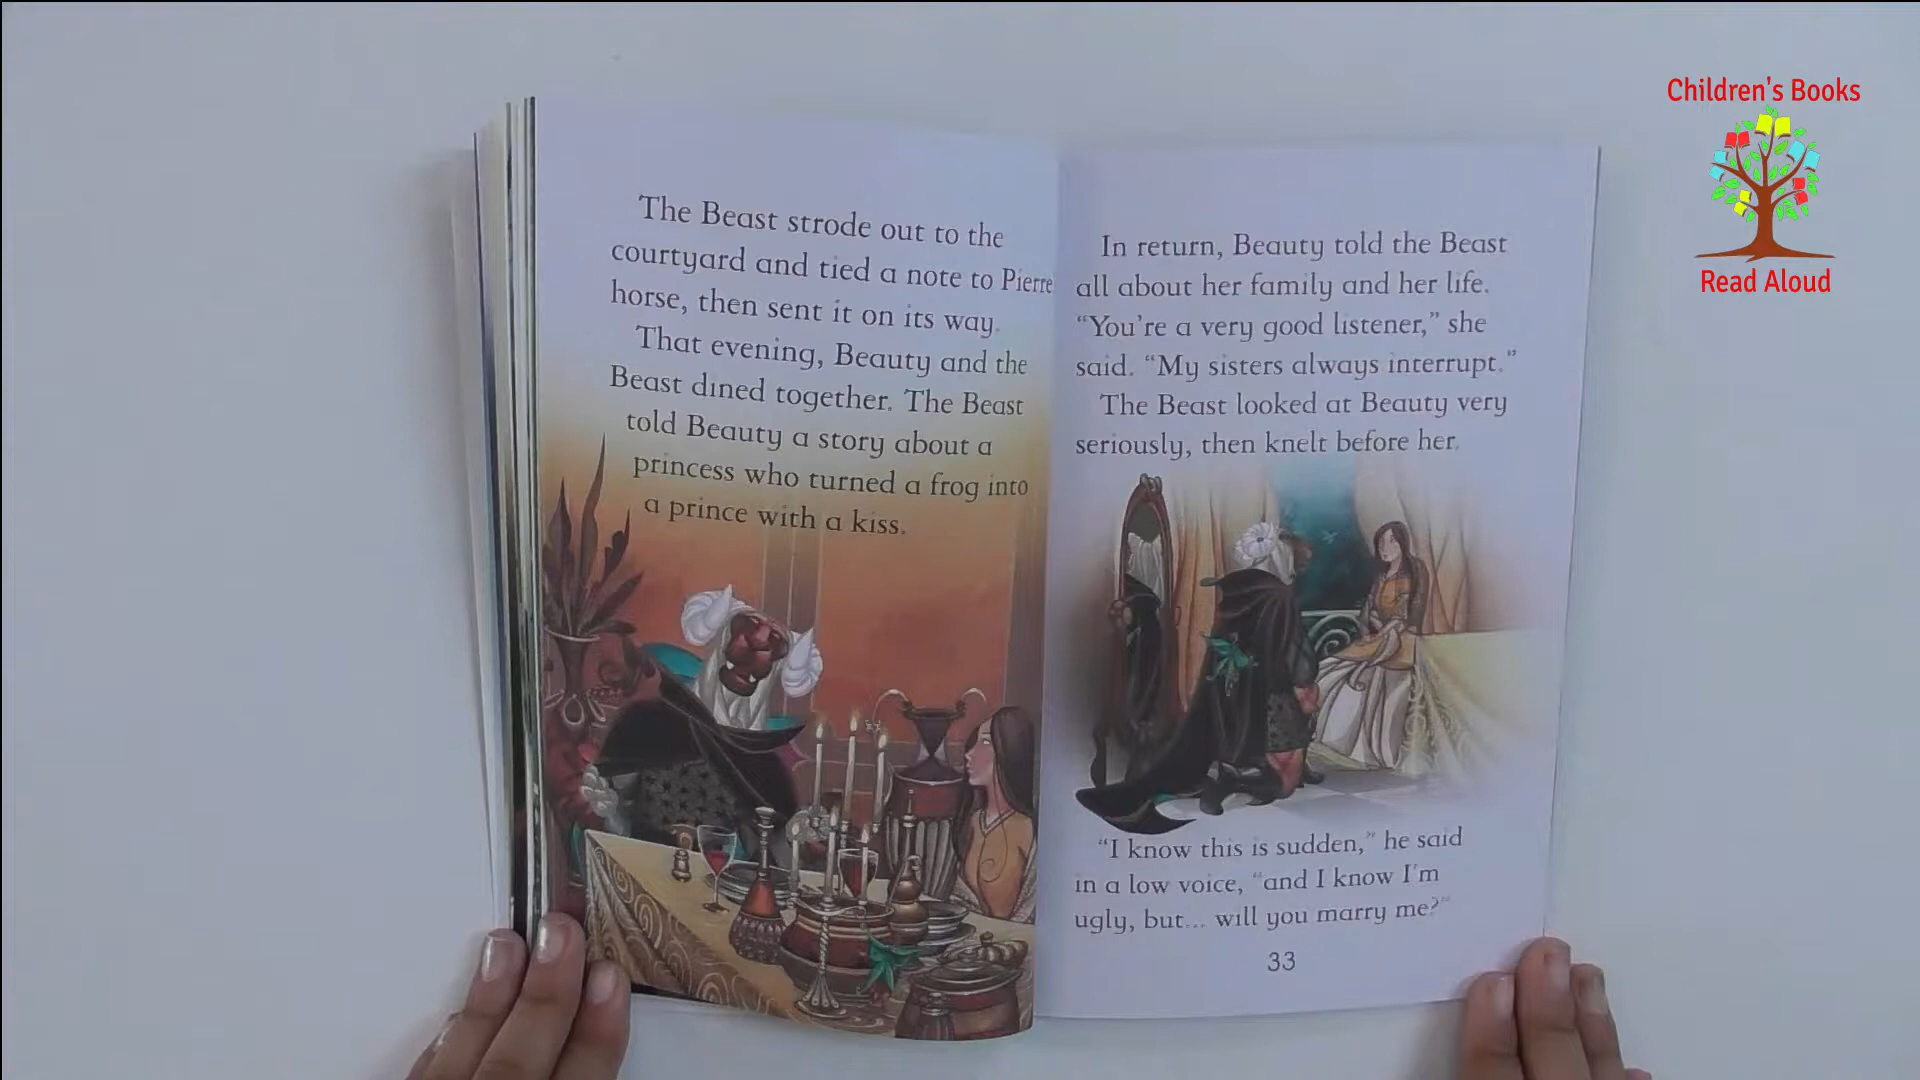 The Beast strode out to the
courtyard and tied a note to Pierre
horse, then sent it on its way.
That evening, Beauty and the
Beast dined together. The Beast
told Beauty a story about a
princess who turned a frog into
a prince with a kiss.
In return, Beauty told the Beast
all about her family and her life.
“You're a very good listener,” she
said. “My sisters always interrupt.”
The Beast looked at Beauty very
seriously, then knelt before her.
“I know this is sudden,” he said
in a low voice, “and I know I'm
ugly, but... will you marry me?”
33
Children's Books
Read Aloud